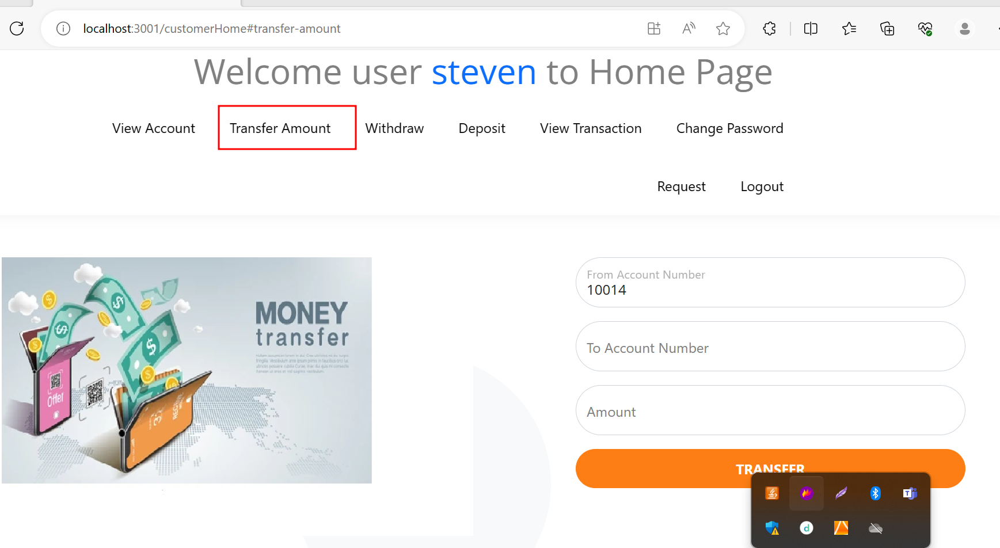 localhost:3001/customerHome#transfer-amount
Welcome user steven to Home Page
View Account Transfer Amount Withdraw Deposit View Transaction Change Password
Request Logout
MONEY
transfer
Offer
From Account Number
10014
To Account Number
Amount
TRANSFER